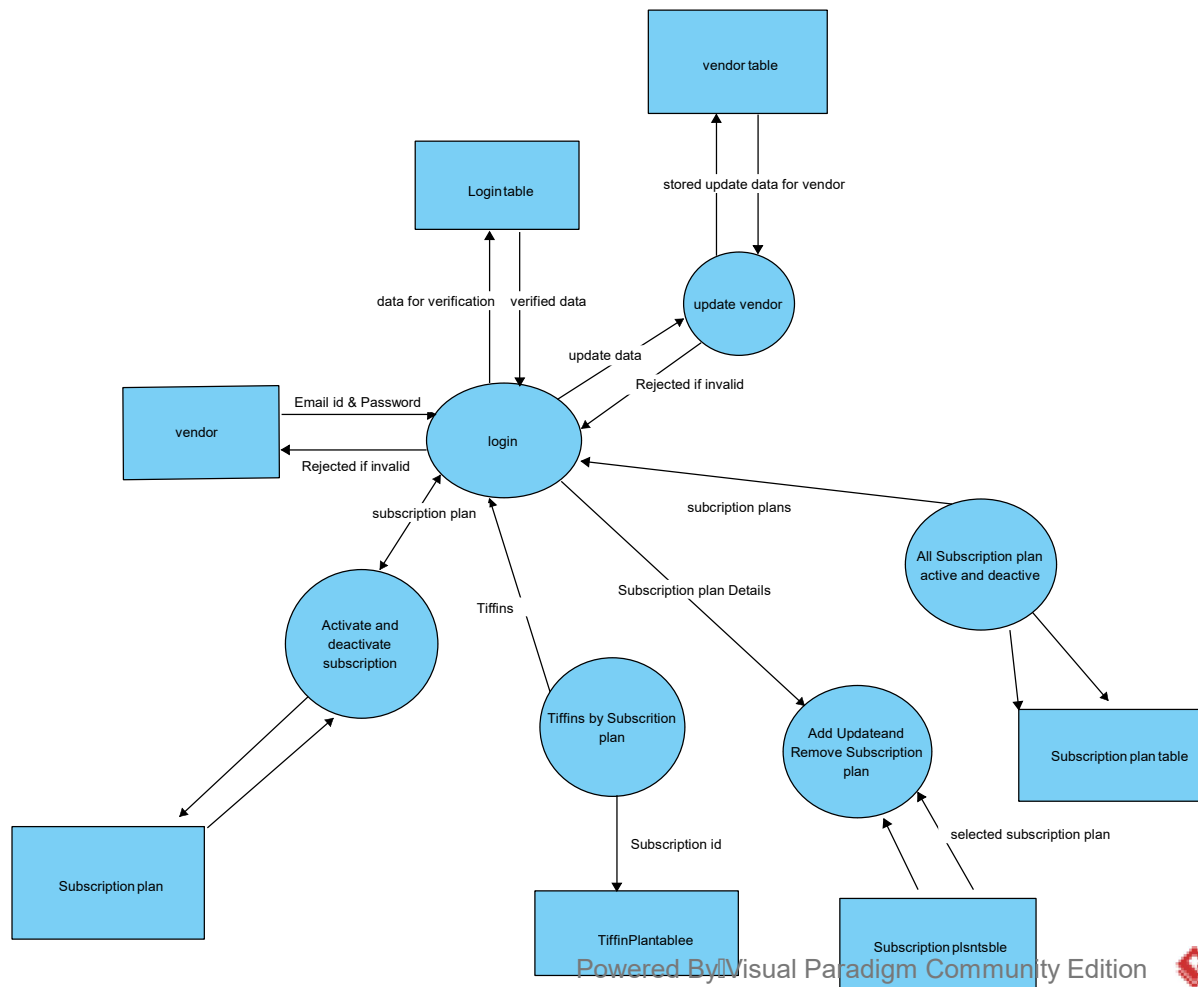 vendor table
Login table
stored update data for vendor
data for verification
verified data
update vendor
update data
Rejected if invalid
Email id & Password
vendor
login
Rejected if invalid
subscription plan
subcription plans
All Subscription plan
active and deactive
Subscription plan Details
Tiffins
Activate and
deactivate
subscription
Tiffins by Subscrition
plan
Add Updateand
Remove Subscription
plan
Subscription plan table
selected subscription plan
Subscription id
Subscription plan
TiffinPlantablee
Subscription plsntsble
Powered By Visual Paradigm Community Edition